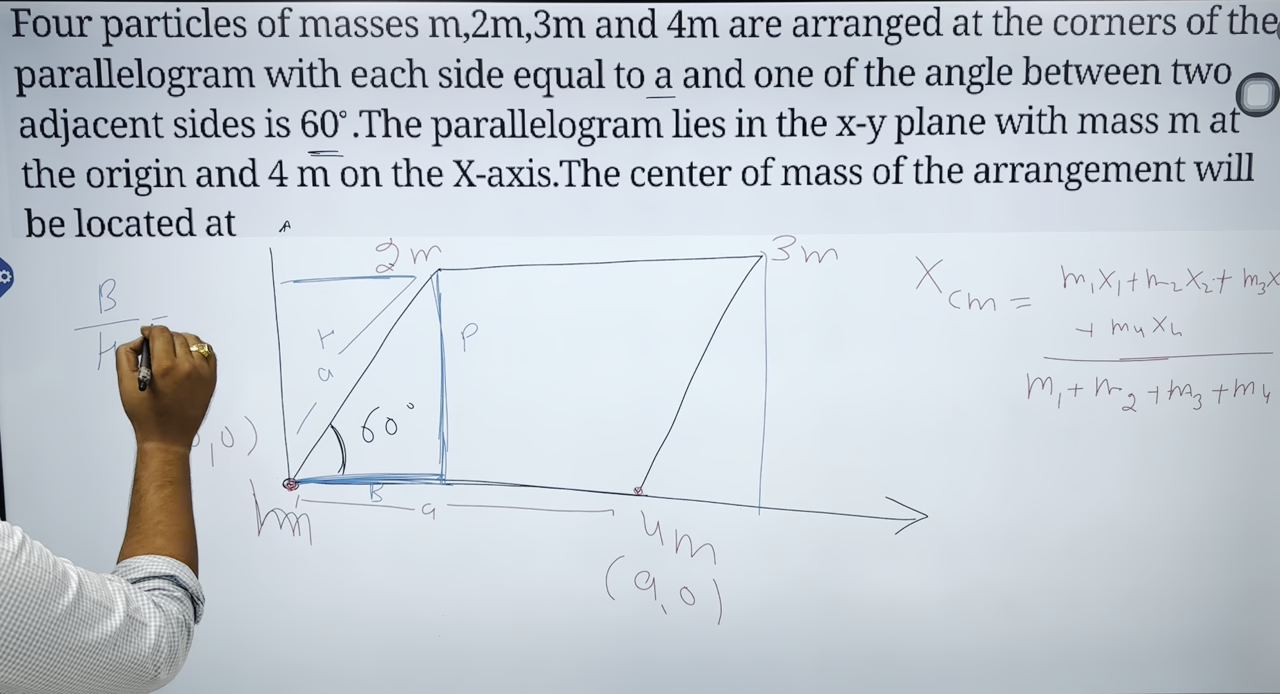 Four particles of masses m,2m,3m and 4m are arranged at the corners of the
parallelogram with each side equal to a and one of the angle between two
adjacent sides is 60°.The parallelogram lies in the x-y plane with mass m at
the origin and 4 m on the X-axis.The center of mass of the arrangement will
be located at
A
2m
3m
B
H
a
P
60°
,0)
B
a
m
4m
(a,0)
X cm =
m₁X₁+m₂X₂+m₃X
+ m₄X₄
m₁+m₂+m₃+m₄